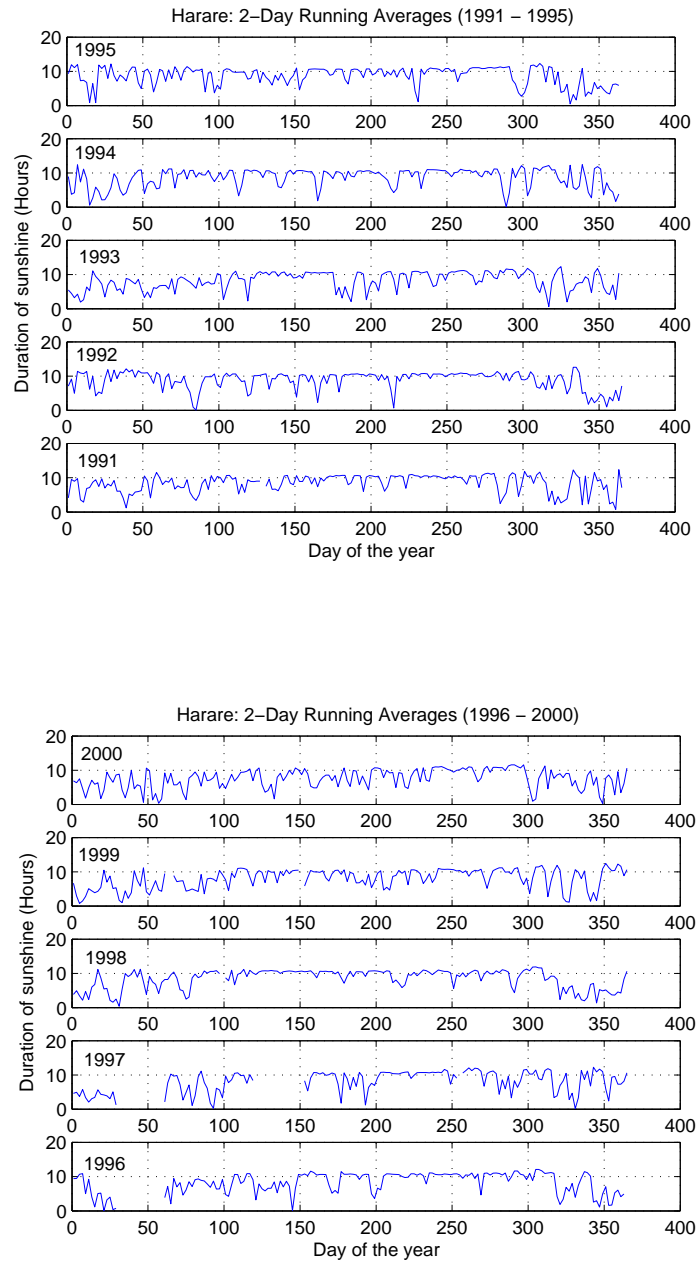 Harare: 2−Day Running Averages (1991 − 1995)
20
10
0
1995
0 50 100 150 200 250 300 350 400
20
10
0
1994
0 50 100 150 200 250 300 350 400
20
10
0
1993
0 50 100 150 200 250 300 350 400
20
10
0
1992
0 50 100 150 200 250 300 350 400
20
10
0
1991
0 50 100 150 200 250 300 350 400
Duration of sunshine (Hours)
Day of the year
Harare: 2−Day Running Averages (1996 − 2000)
20
10
0
2000
0 50 100 150 200 250 300 350 400
20
10
0
1999
0 50 100 150 200 250 300 350 400
20
10
0
1998
0 50 100 150 200 250 300 350 400
20
10
0
1997
0 50 100 150 200 250 300 350 400
20
10
0
1996
0 50 100 150 200 250 300 350 400
Duration of sunshine (Hours)
Day of the year